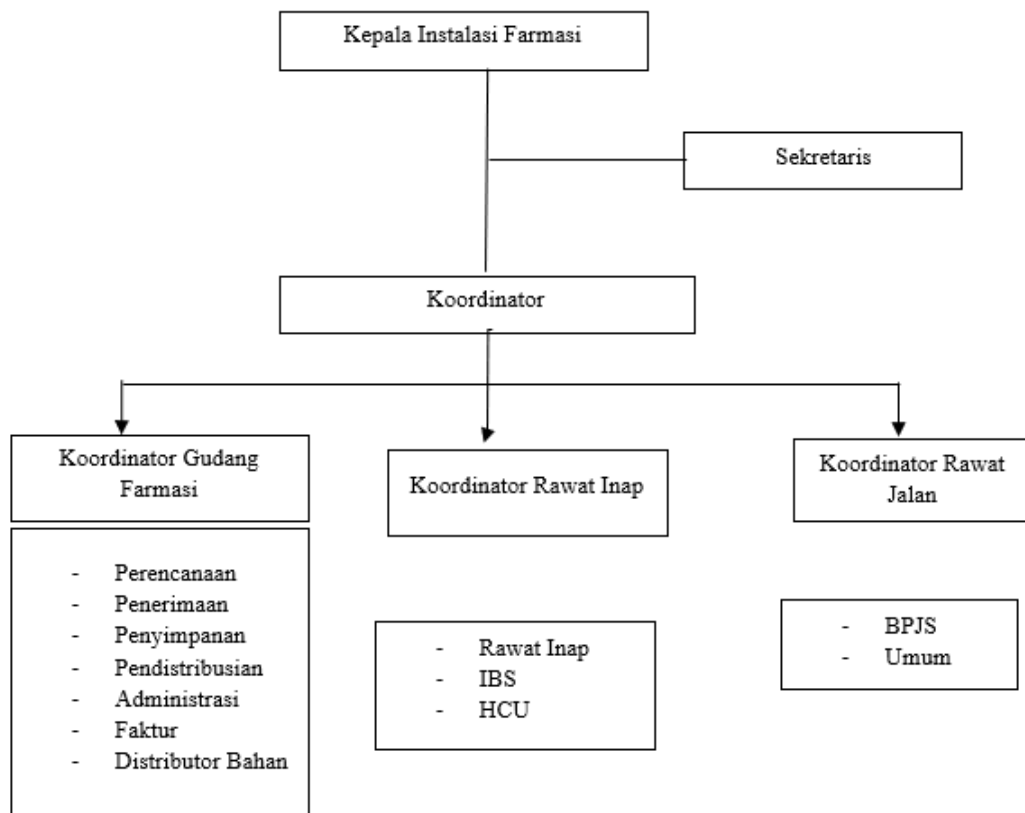 Kepala Instalasi Farmasi
Sekretaris
Koordinator
Koordinator Gudang
Farmasi
Koordinator Rawat Inap
Koordinator Rawat
Jalan
- Perencanaan
- Penerimaan
- Penyimpanan
- Pendistribusian
- Administrasi
- Faktur
- Distributor Bahan
- Rawat Inap
- IBS
- HCU
- BPJS
- Umum